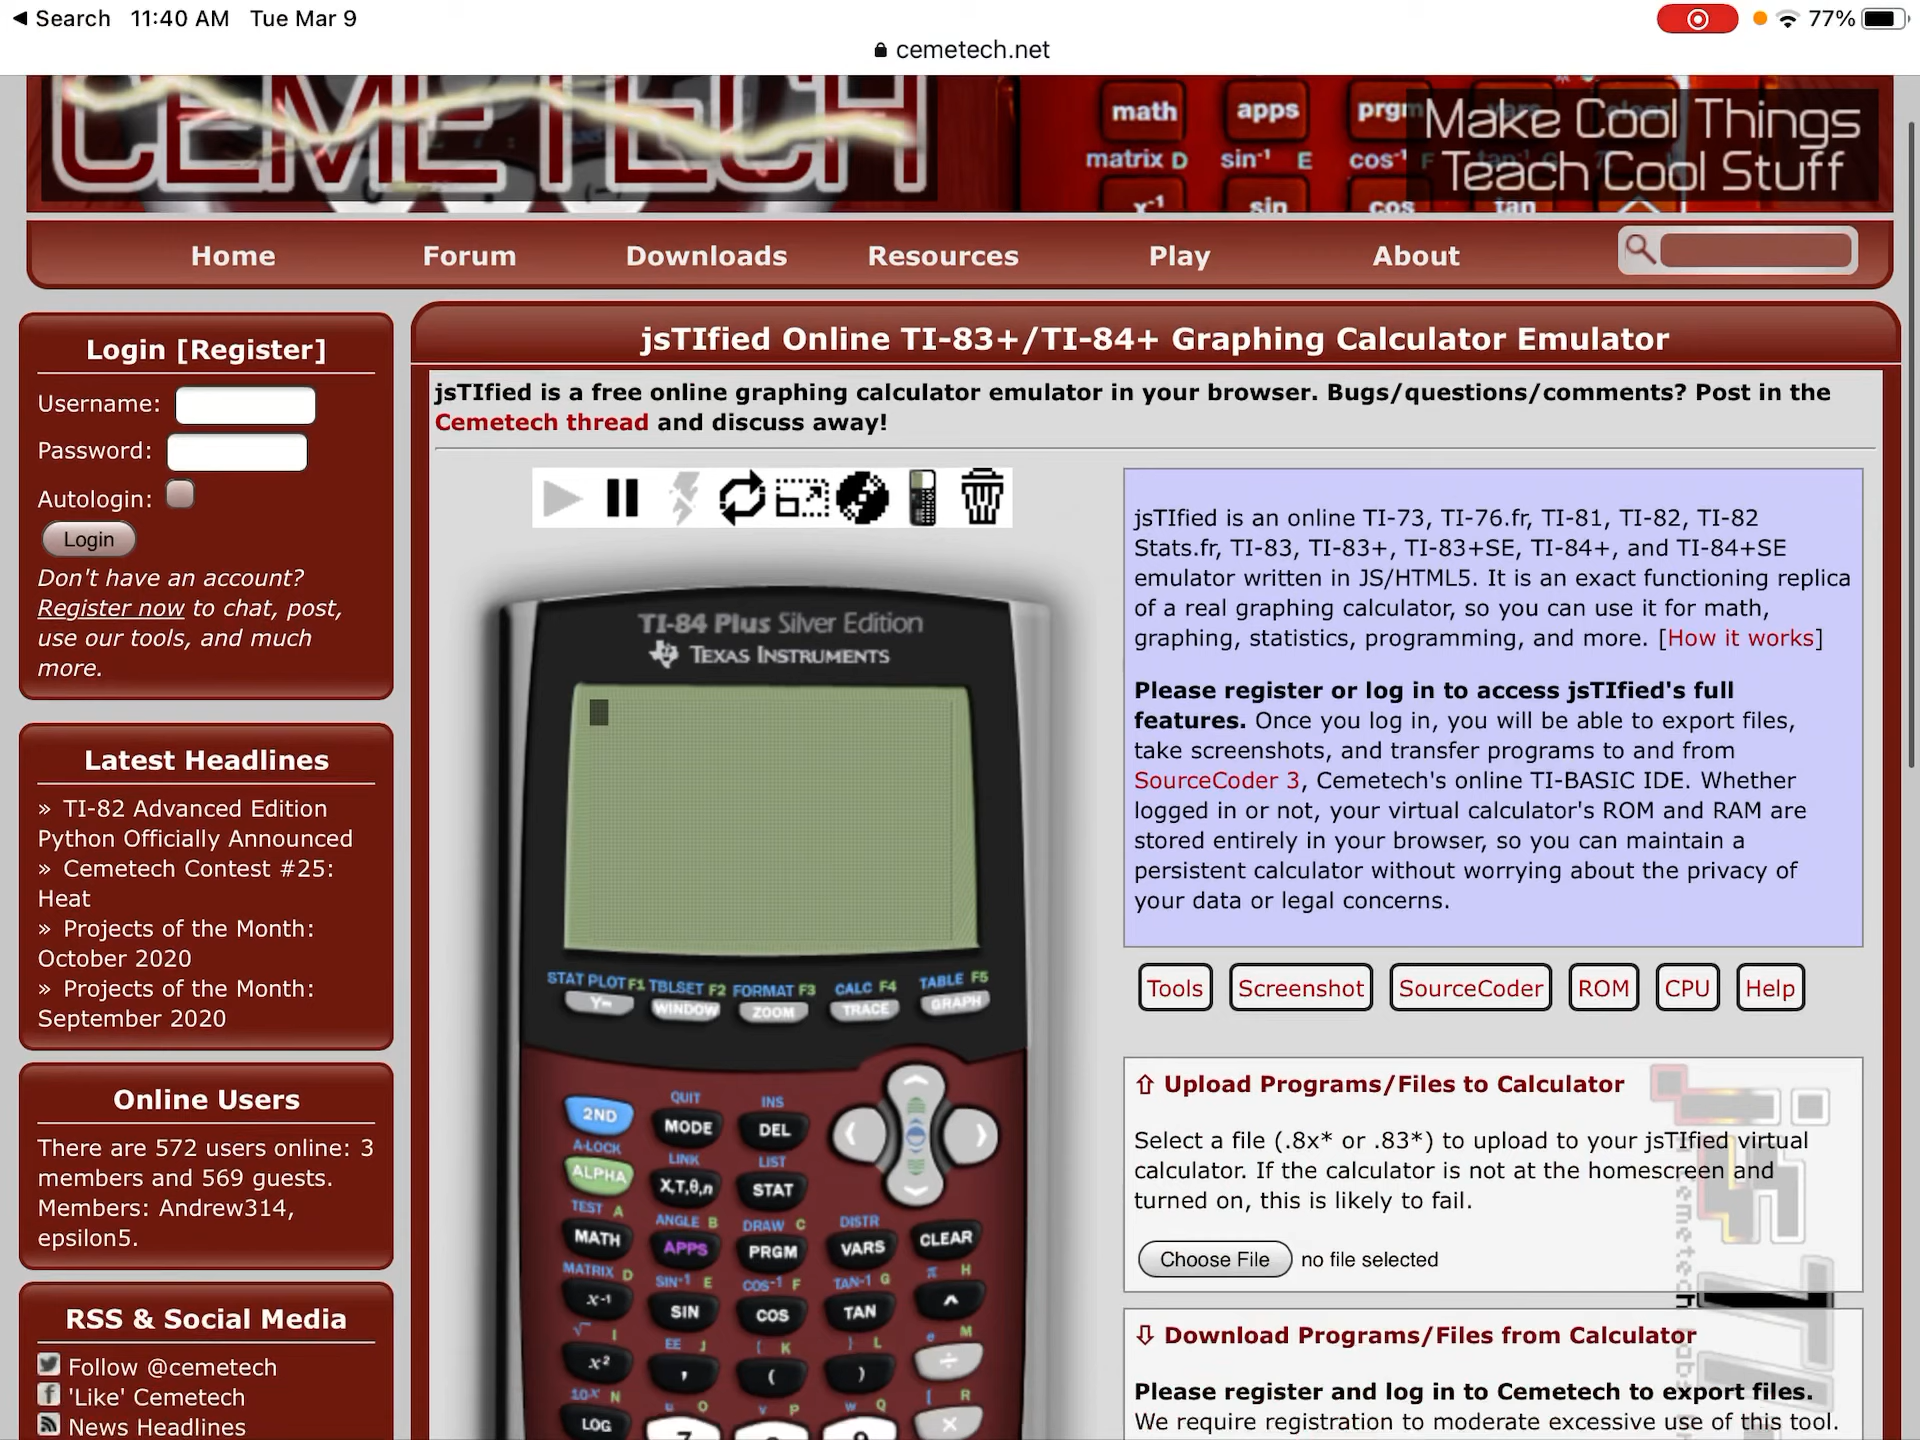 Search 11:40 AM Tue Mar 9
77%
cemetech.net
CEMETECH
math apps prgm
matrix D sin-1 E cos-1 F
x-1 sin cos tan
Make Cool Things
Teach Cool Stuff
Home Forum Downloads Resources Play About
Login [Register]
Username:
Password:
Autologin:
Login
Don't have an account?
Register now to chat, post,
use our tools, and much
more.
Latest Headlines
» TI-82 Advanced Edition
Python Officially Announced
» Cemetech Contest #25:
Heat
» Projects of the Month:
October 2020
» Projects of the Month:
September 2020
Online Users
There are 572 users online: 3
members and 569 guests.
Members: Andrew314,
epsilon5.
RSS & Social Media
Follow @cemetech
'Like' Cemetech
News Headlines
jsTIfied Online TI-83+/TI-84+ Graphing Calculator Emulator
jsTIfied is a free online graphing calculator emulator in your browser. Bugs/questions/comments? Post in the
Cemetech thread and discuss away!
TI-84 Plus Silver Edition
TEXAS INSTRUMENTS
STAT PLOT F1 TBLSET F2 FORMAT F3 CALC F4 TABLE F5
Y= WINDOW ZOOM TRACE GRAPH
QUIT INS
2ND MODE DEL
A-LOCK LINK LIST
ALPHA X,T,θ,n STAT
TEST A ANGLE B DRAW C DISTR
MATH APPS PRGM VARS CLEAR
MATRIX D SIN-1 E COS-1 F TAN-1 G π H
x-1 SIN COS TAN ^
√ I EE J { K } L e M
x² , ( ) ÷
10x N u O v P w Q [ R
LOG 7 9 ×
jsTIfied is an online TI-73, TI-76.fr, TI-81, TI-82, TI-82
Stats.fr, TI-83, TI-83+, TI-83+SE, TI-84+, and TI-84+SE
emulator written in JS/HTML5. It is an exact functioning replica
of a real graphing calculator, so you can use it for math,
graphing, statistics, programming, and more. [How it works]
Please register or log in to access jsTIfied's full
features. Once you log in, you will be able to export files,
take screenshots, and transfer programs to and from
SourceCoder 3, Cemetech's online TI-BASIC IDE. Whether
logged in or not, your virtual calculator's ROM and RAM are
stored entirely in your browser, so you can maintain a
persistent calculator without worrying about the privacy of
your data or legal concerns.
Tools Screenshot SourceCoder ROM CPU Help
⇧ Upload Programs/Files to Calculator
Select a file (.8x* or .83*) to upload to your jsTIfied virtual
calculator. If the calculator is not at the homescreen and
turned on, this is likely to fail.
Choose File no file selected
⇩ Download Programs/Files from Calculator
Please register and log in to Cemetech to export files.
We require registration to moderate excessive use of this tool.